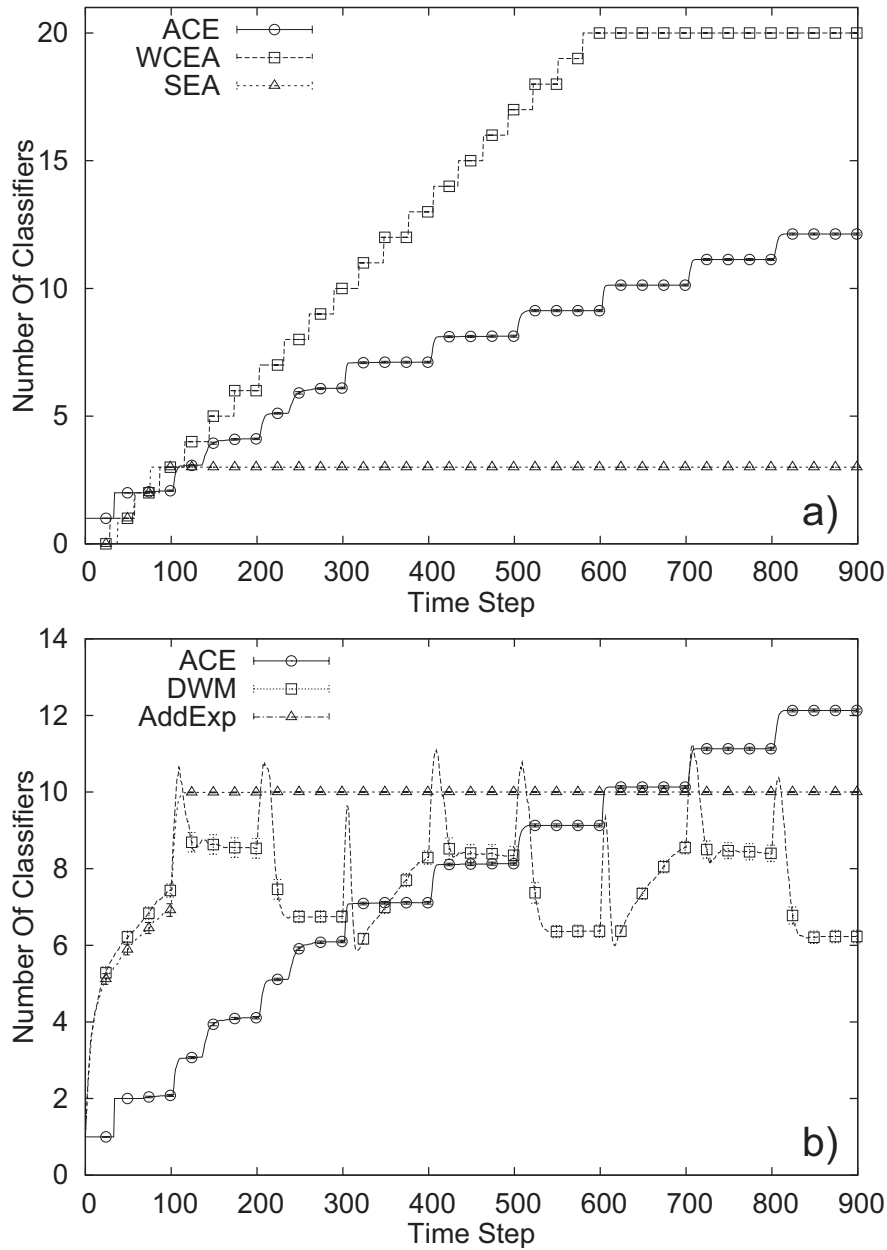 20
15
10
5
0
Number Of Classifiers
ACE
WCEA
SEA
a)
0 100 200 300 400 500 600 700 800 900
Time Step
14
12
10
8
6
4
2
0
Number Of Classifiers
ACE
DWM
AddExp
b)
0 100 200 300 400 500 600 700 800 900
Time Step